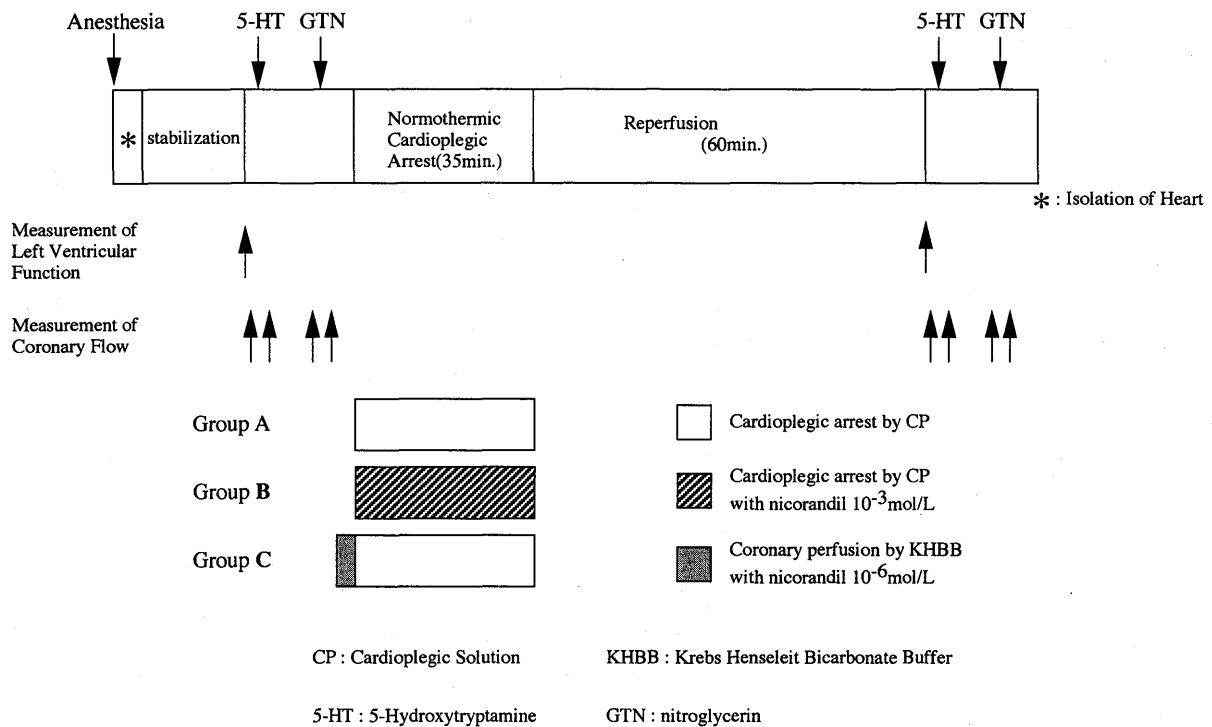 Anesthesia 5-HT GTN 5-HT GTN
* stabilization
Normothermic
Cardioplegic
Arrest(35min.)
Reperfusion
(60min.)
* : Isolation of Heart
Measurement of
Left Ventricular
Function
Measurement of
Coronary Flow
Group A
Cardioplegic arrest by CP
Group B
Cardioplegic arrest by CP
with nicorandil 10⁻³mol/L
Group C
Coronary perfusion by KHBB
with nicorandil 10⁻⁶mol/L
CP : Cardioplegic Solution KHBB : Krebs Henseleit Bicarbonate Buffer
5-HT : 5-Hydroxytryptamine GTN : nitroglycerin